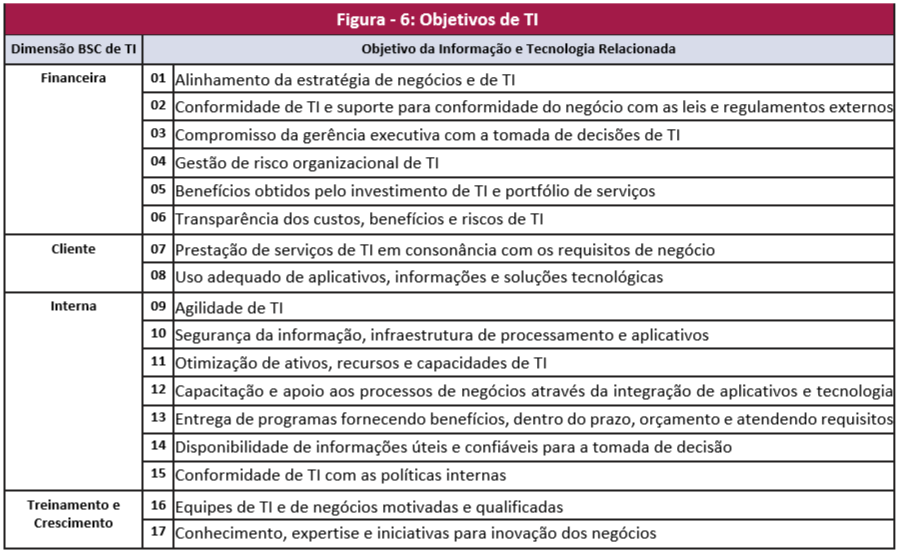 Figura - 6: Objetivos de TI
Dimensão BSC de TI Objetivo da Informação e Tecnologia Relacionada
Financeira 01 Alinhamento da estratégia de negócios e de TI
02 Conformidade de TI e suporte para conformidade do negócio com as leis e regulamentos externos
03 Compromisso da gerência executiva com a tomada de decisões de TI
04 Gestão de risco organizacional de TI
05 Benefícios obtidos pelo investimento de TI e portfólio de serviços
06 Transparência dos custos, benefícios e riscos de TI
Cliente 07 Prestação de serviços de TI em consonância com os requisitos de negócio
08 Uso adequado de aplicativos, informações e soluções tecnológicas
Interna 09 Agilidade de TI
10 Segurança da informação, infraestrutura de processamento e aplicativos
11 Otimização de ativos, recursos e capacidades de TI
12 Capacitação e apoio aos processos de negócios através da integração de aplicativos e tecnologia
13 Entrega de programas fornecendo benefícios, dentro do prazo, orçamento e atendendo requisitos
14 Disponibilidade de informações úteis e confiáveis para a tomada de decisão
15 Conformidade de TI com as políticas internas
Treinamento e 16 Equipes de TI e de negócios motivadas e qualificadas
Crescimento 17 Conhecimento, expertise e iniciativas para inovação dos negócios